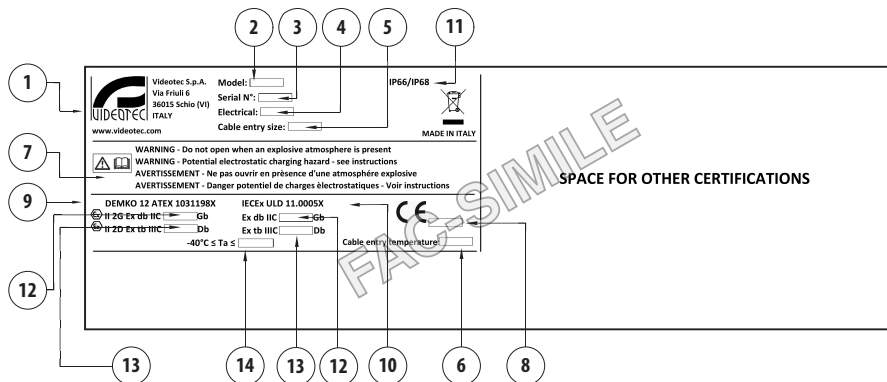 2 3 4 5 11
1
VIDEOTEC
Videotec S.p.A.
Via Friuli 6
36015 Schio (VI)
ITALY
www.videotec.com
Model:
Serial N°:
Electrical:
Cable entry size:
IP66/IP68
MADE IN ITALY
7
WARNING - Do not open when an explosive atmosphere is present
WARNING - Potential electrostatic charging hazard - see instructions
AVERTISSEMENT - Ne pas ouvrir en prèsence d'une atmosphére explosive
AVERTISSEMENT - Danger potentiel de charges èlectrostatiques - Voir instructions
SPACE FOR OTHER CERTIFICATIONS
FAC-SIMILE
9
DEMKO 12 ATEX 1031198X
II 2G Ex db IIC Gb
II 2D Ex tb IIIC Db
-40°C ≤ Ta ≤
IECEx ULD 11.0005X
Ex db IIC Gb
Ex tb IIIC Db
CE
Cable entry temperature:
12
13 14 13 12 10 6 8